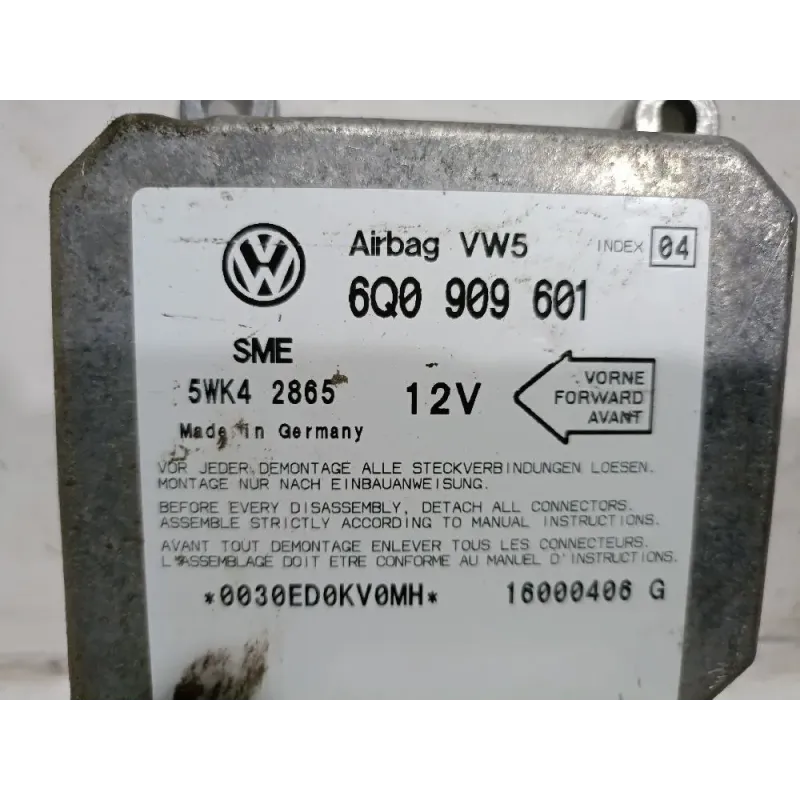 Airbag VW5 INDEX 04
6Q0 909 601
SME
5WK4 2865 12V
VORNE
FORWARD
AVANT
Made in Germany
VOR JEDER DEMONTAGE ALLE STECKVERBINDUNGEN LOESEN.
MONTAGE NUR NACH EINBAUANWEISUNG.
BEFORE EVERY DISASSEMBLY, DETACH ALL CONNECTORS.
ASSEMBLE STRICTLY ACCORDING TO MANUAL INSTRUCTIONS.
AVANT TOUT DEMONTAGE ENLEVER TOUS LES CONNECTEURS.
L'ASSEMBLAGE DOIT ETRE CONFORME AU MANUEL D'INSTRUCTIONS.
*0030ED0KV0MH* 16000406 G